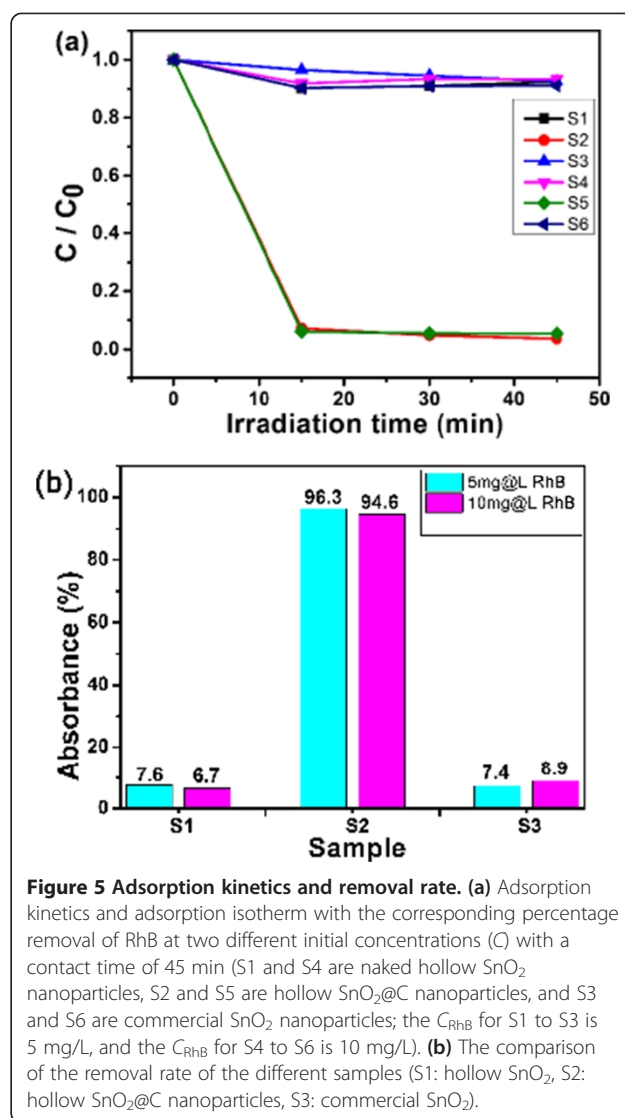 (a)
1.0
0.8
0.6
0.4
0.2
0.0
C / C0
S1
S2
S3
S4
S5
S6
0 10 20 30 40 50
Irradiation time (min)
(b)
5mg@L RhB
10mg@L RhB
100
80
60
40
20
0
Absorbance (%)
96.3 94.6
7.6 6.7
7.4 8.9
S1 S2 S3
Sample
Figure 5 Adsorption kinetics and removal rate. (a) Adsorption
kinetics and adsorption isotherm with the corresponding percentage
removal of RhB at two different initial concentrations (C) with a
contact time of 45 min (S1 and S4 are naked hollow SnO2
nanoparticles, S2 and S5 are hollow SnO2@C nanoparticles, and S3
and S6 are commercial SnO2 nanoparticles; the CRhB for S1 to S3 is
5 mg/L, and the CRhB for S4 to S6 is 10 mg/L). (b) The comparison
of the removal rate of the different samples (S1: hollow SnO2, S2:
hollow SnO2@C nanoparticles, S3: commercial SnO2).